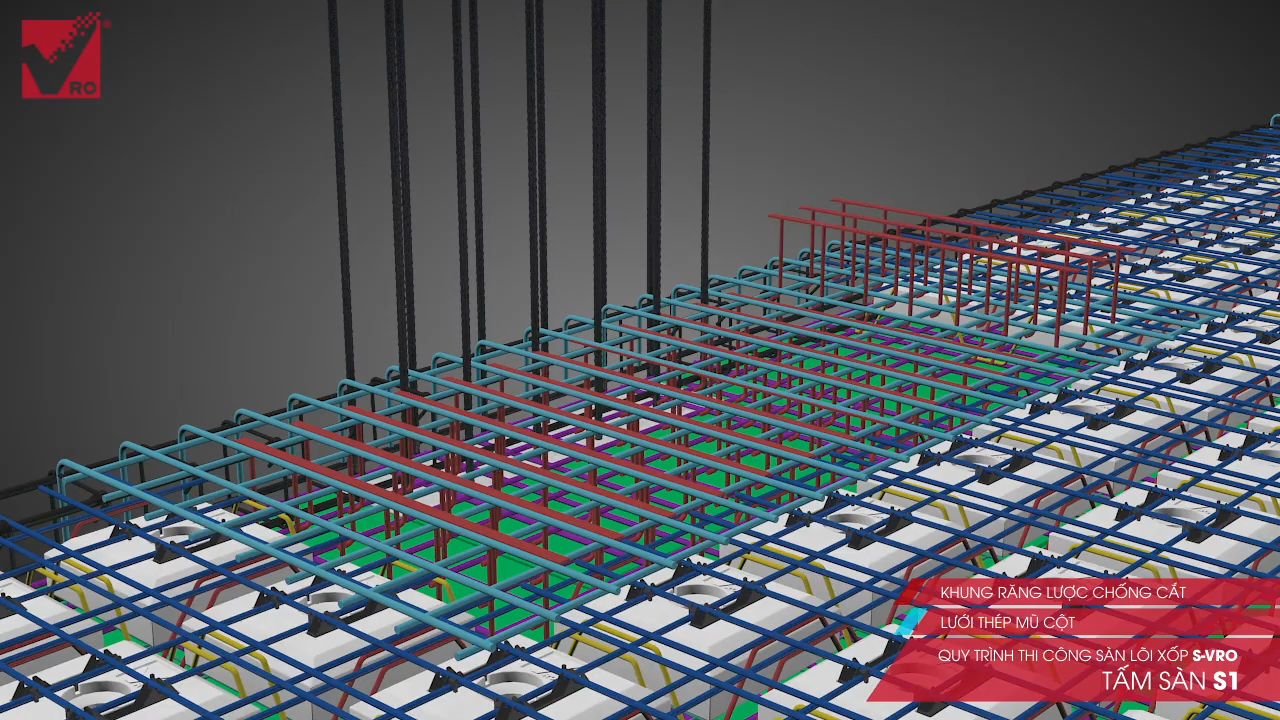 VRO
KHUNG RĂNG LƯỢC CHỐNG CẮT
LƯỚI THÉP MŨ CỘT
QUY TRÌNH THI CÔNG SÀN LÕI XỐP S-VRO
TẤM SÀN S1